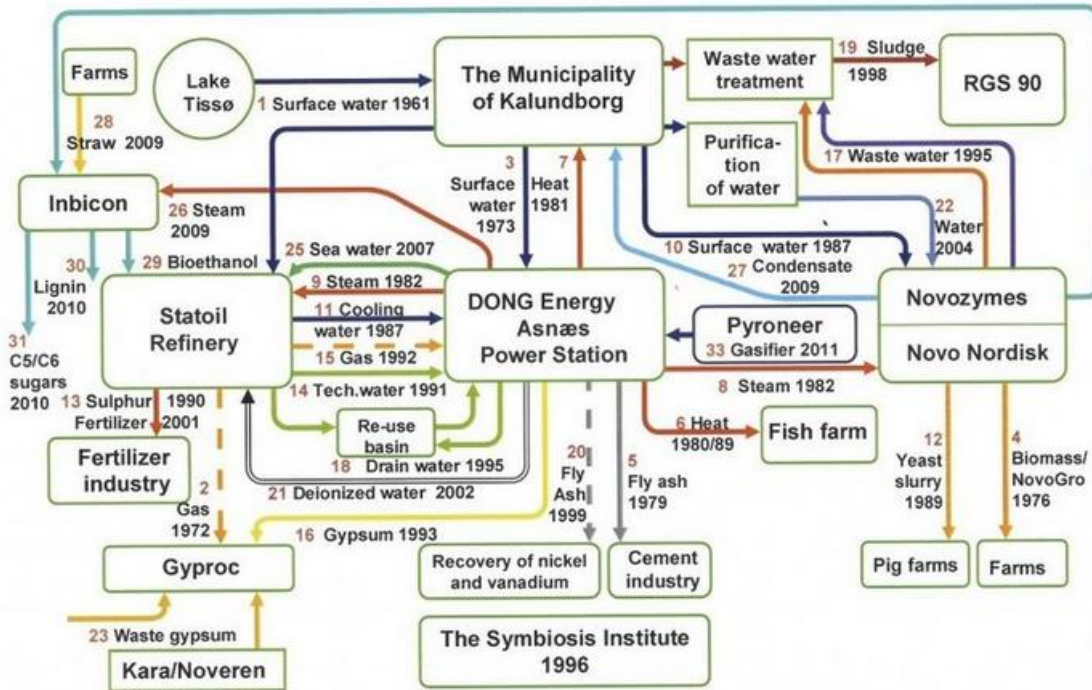 Farms
Lake
Tissø
The Municipality
of Kalundborg
Waste water
treatment
19 Sludge
1998
RGS 90
1 Surface water 1961
28
Straw 2009
Purifica-
tion
of water
17 Waste water 1995
Inbicon
26 Steam
2009
3
Surface
water
1973
7
Heat
1981
22
Water
2004
10 Surface water 1987
27 Condensate
2009
25 Sea water 2007
30
Lignin
2010
29 Bioethanol
9 Steam 1982
Statoil
Refinery
11 Cooling
water 1987
15 Gas 1992
14 Tech.water 1991
DONG Energy
Asnæs
Power Station
Pyroneer
33 Gasifier 2011
Novozymes
Novo Nordisk
31
C5/C6
sugars
2010
8 Steam 1982
13 Sulphur 1990
Fertilizer 2001
Re-use
basin
18 Drain water 1995
6 Heat
1980/89
Fish farm
Fertilizer
industry
2
Gas
1972
21 Deionized water 2002
20
Fly
Ash
1999
5
Fly ash
1979
12
Yeast
slurry
1989
4
Biomass/
NovoGro
1976
16 Gypsum 1993
Gyproc
Recovery of nickel
and vanadium
Cement
industry
Pig farms
Farms
23 Waste gypsum
Kara/Noveren
The Symbiosis Institute
1996